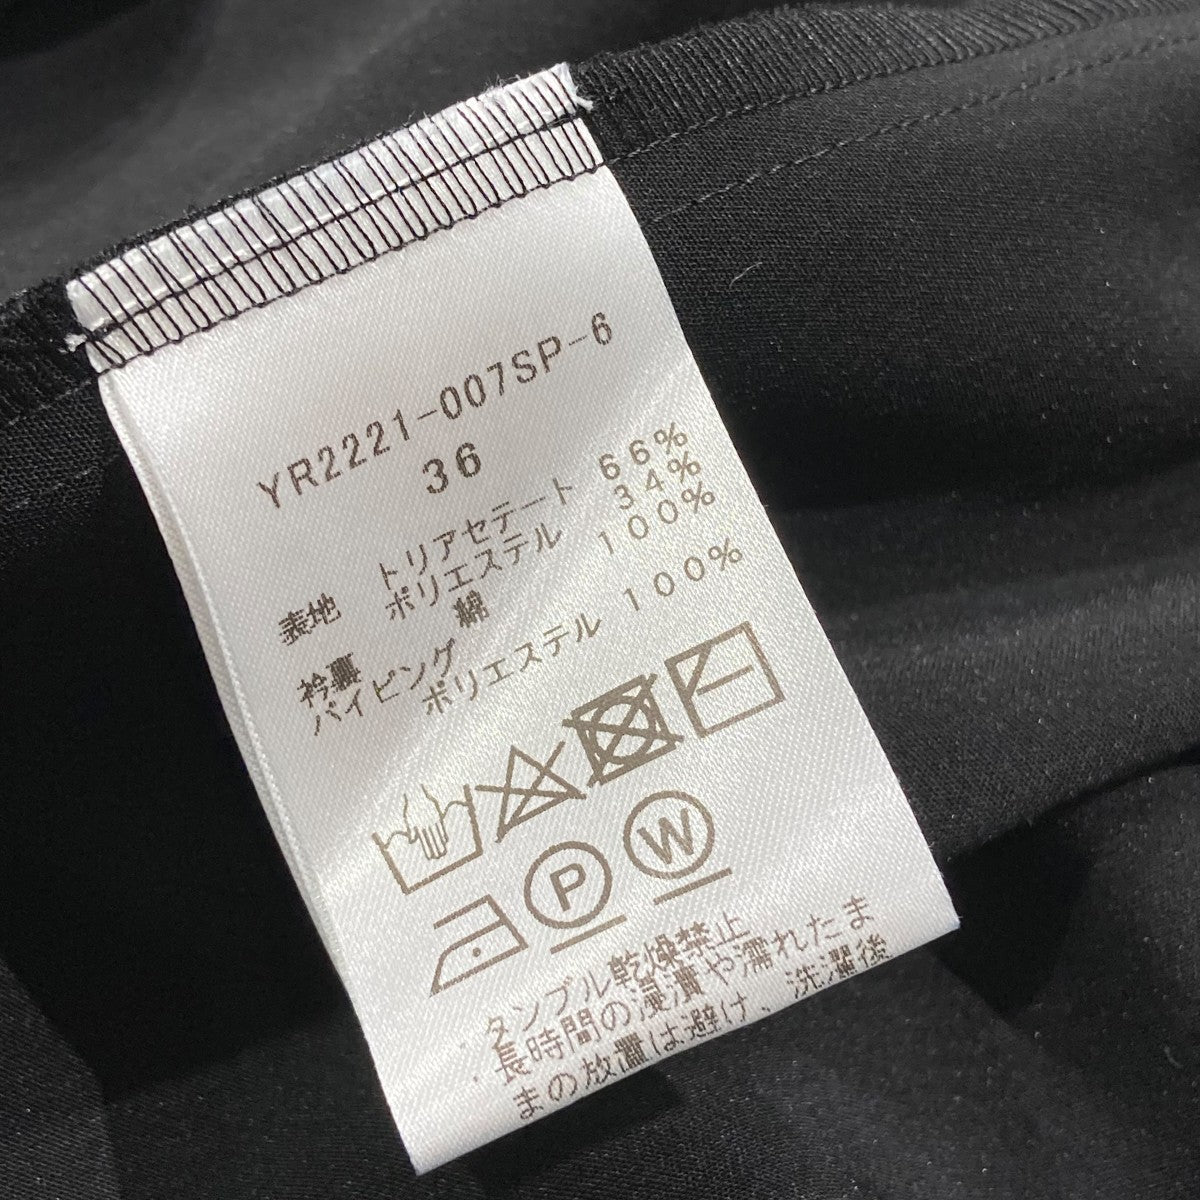 YR2221-007SP-6
36
表地 トリアセテート 66%
ポリエステル 34%
衿裏 綿 100%
パイピング
ポリエステル 100%
P W
.タンブル乾燥禁止
.長時間の浸漬や濡れたま
まの放置は避け、洗濯後